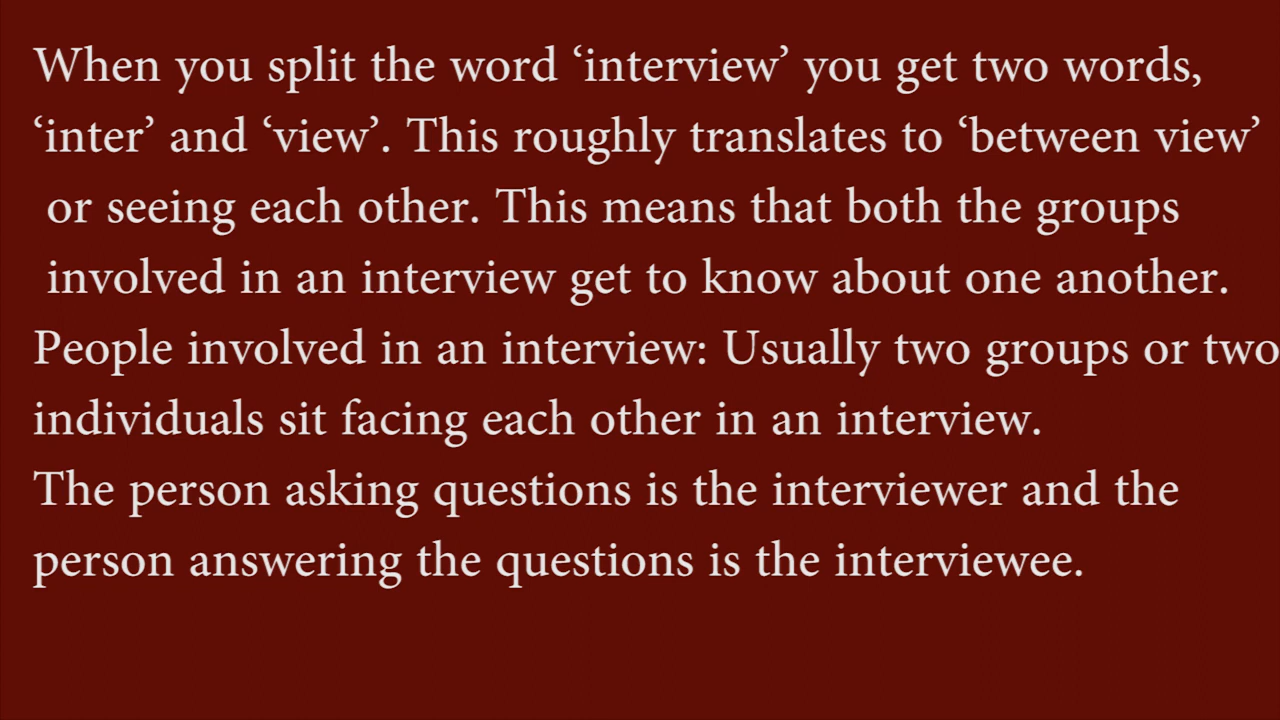 When you split the word ‘interview’ you get two words,
‘inter’ and ‘view’. This roughly translates to ‘between view’
or seeing each other. This means that both the groups
involved in an interview get to know about one another.
People involved in an interview: Usually two groups or two
individuals sit facing each other in an interview.
The person asking questions is the interviewer and the
person answering the questions is the interviewee.